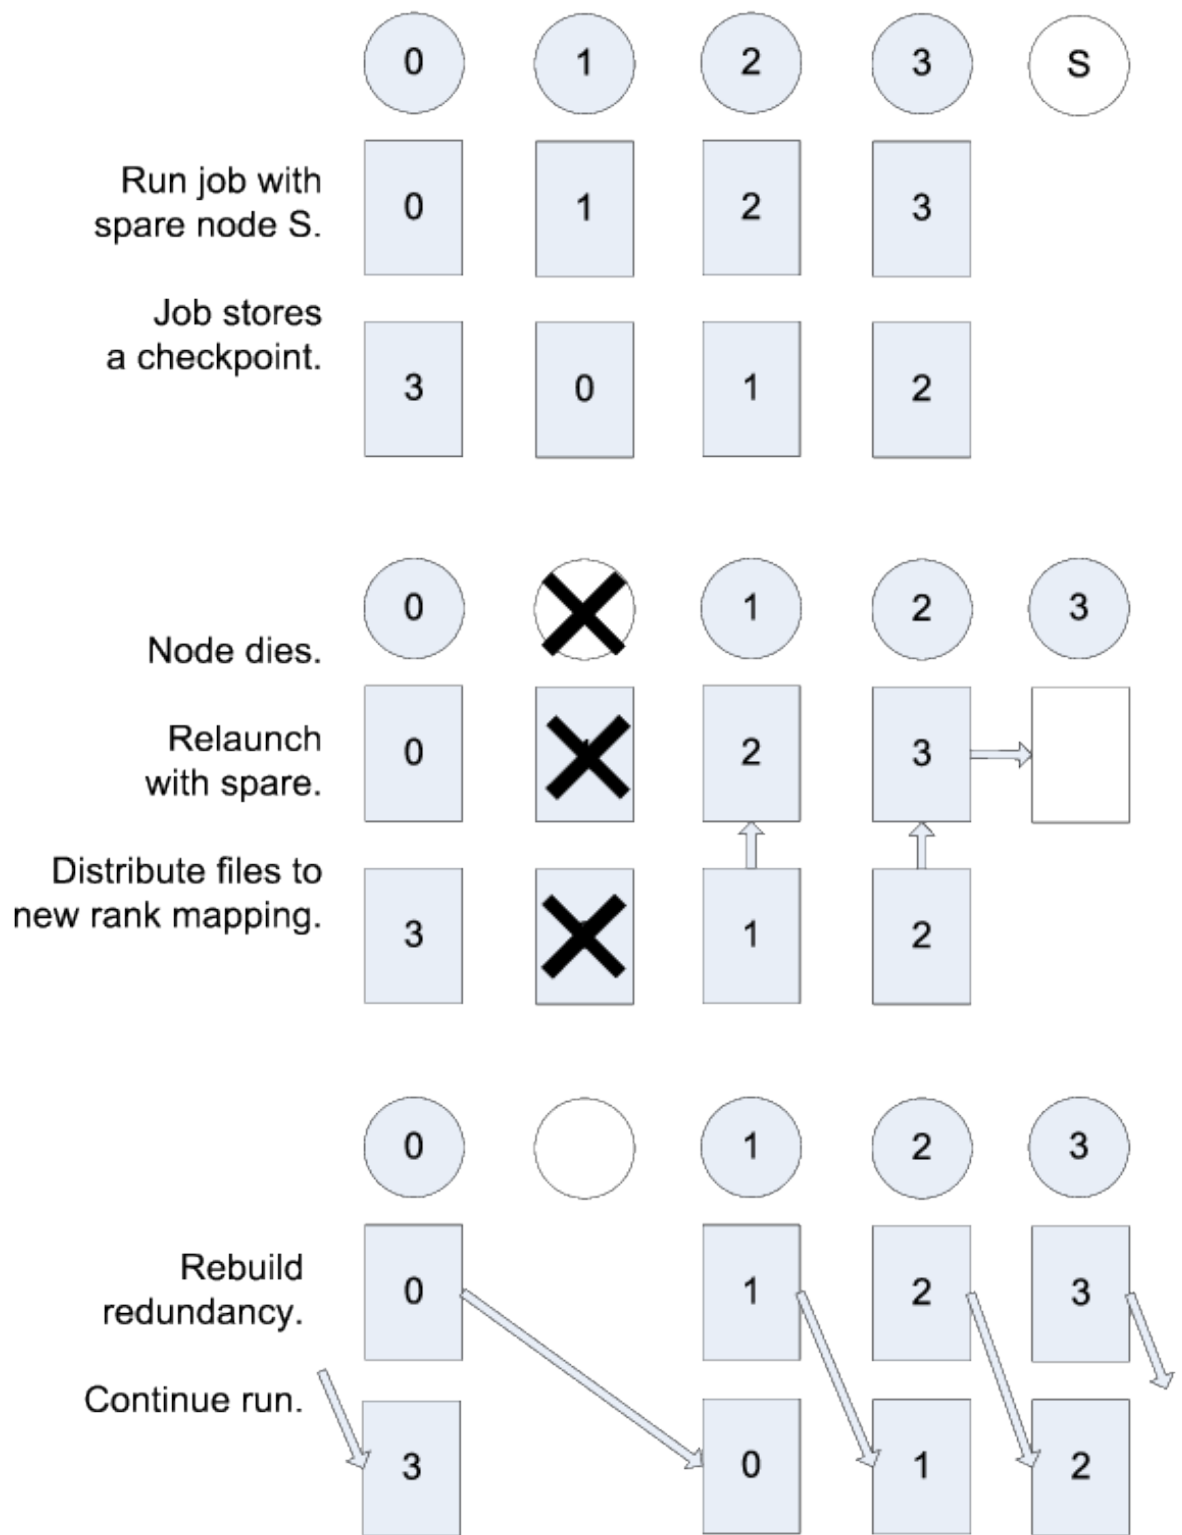 0 1 2 3 S
Run job with
spare node S.
0 1 2 3
Job stores
a checkpoint.
3 0 1 2
0 1 2 3
Node dies.
Relaunch
with spare.
0 2 3
Distribute files to
new rank mapping.
3 1 2
0 1 2 3
Rebuild
redundancy.
0 1 2 3
Continue run.
3 0 1 2